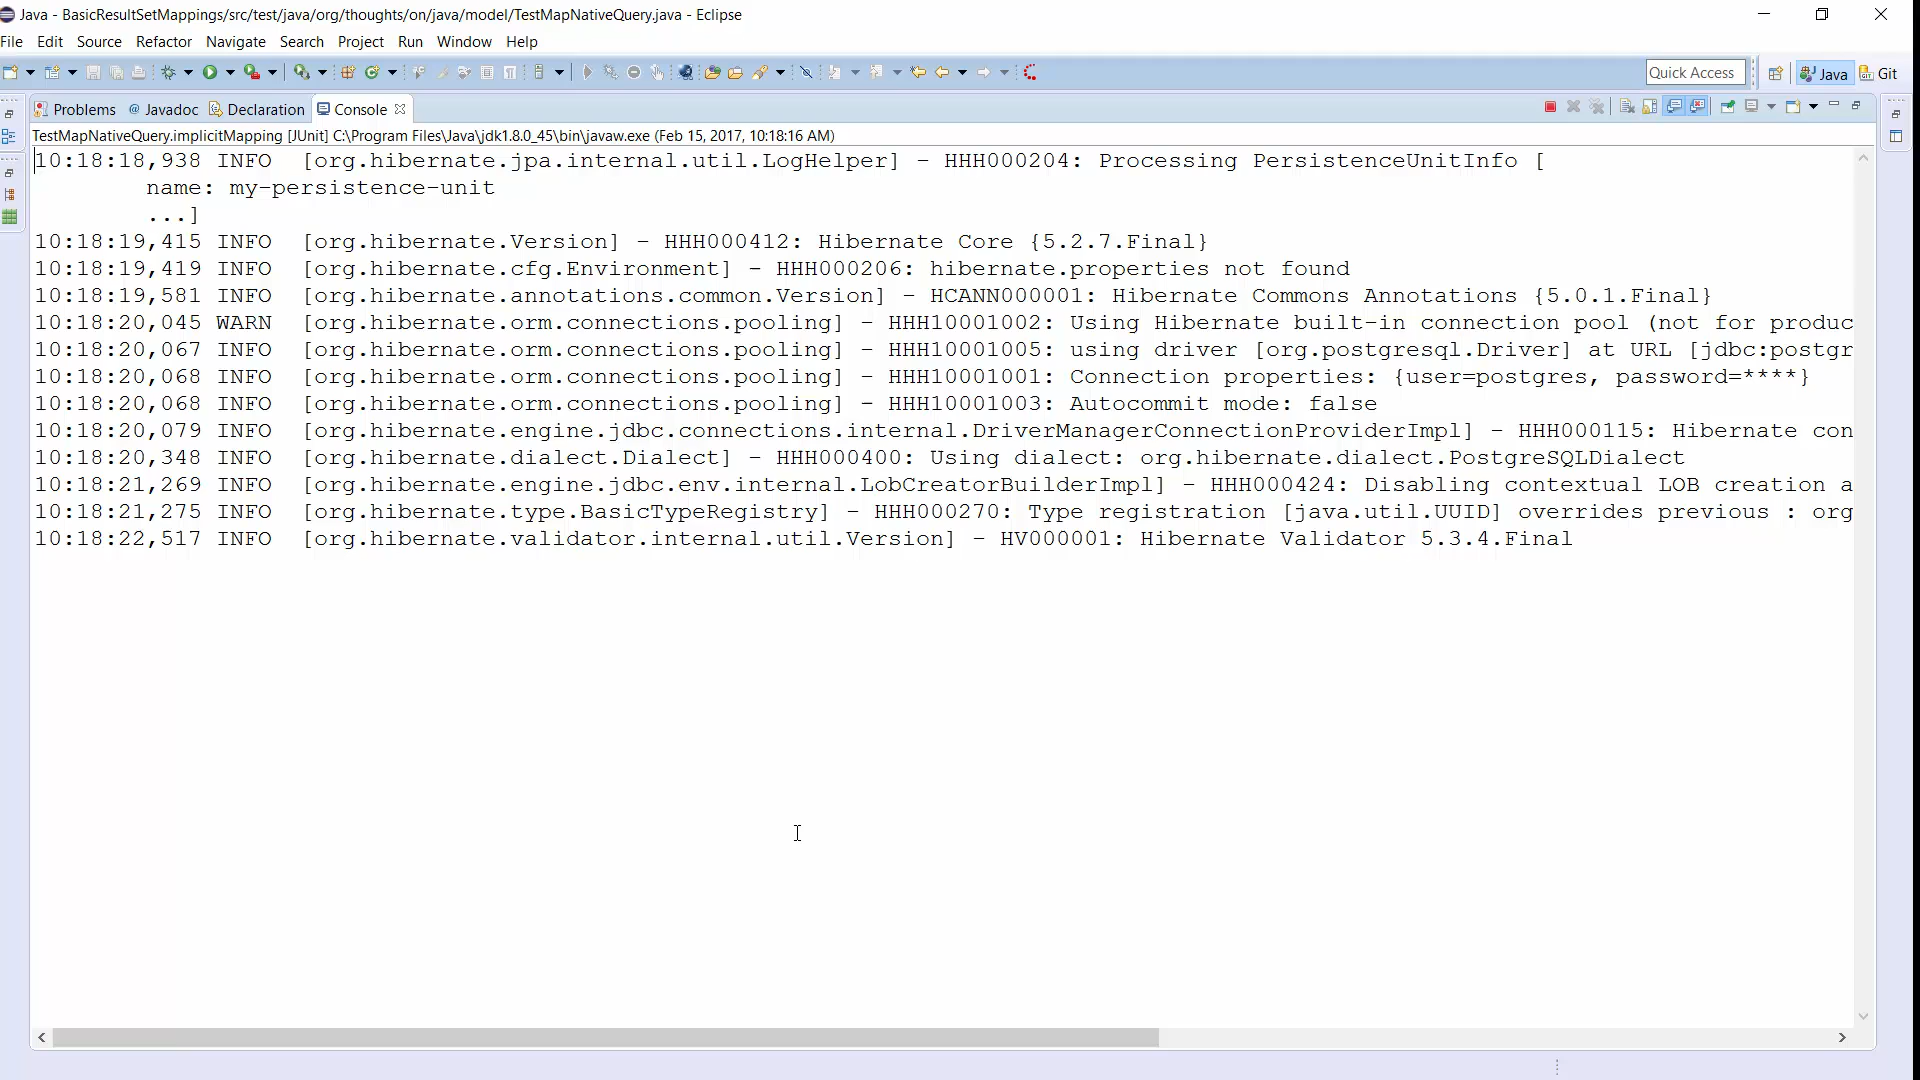 Java - BasicResultSetMappings/src/test/java/org/thoughts/on/java/model/TestMapNativeQuery.java - Eclipse
File Edit Source Refactor Navigate Search Project Run Window Help
Quick Access Java Git
Problems @ Javadoc Declaration Console
TestMapNativeQuery.implicitMapping [JUnit] C:\Program Files\Java\jdk1.8.0_45\bin\javaw.exe (Feb 15, 2017, 10:18:16 AM)
10:18:18,938 INFO  [org.hibernate.jpa.internal.util.LogHelper] - HHH000204: Processing PersistenceUnitInfo [
name: my-persistence-unit
...]
10:18:19,415 INFO  [org.hibernate.Version] - HHH000412: Hibernate Core {5.2.7.Final}
10:18:19,419 INFO  [org.hibernate.cfg.Environment] - HHH000206: hibernate.properties not found
10:18:19,581 INFO  [org.hibernate.annotations.common.Version] - HCANN000001: Hibernate Commons Annotations {5.0.1.Final}
10:18:20,045 WARN  [org.hibernate.orm.connections.pooling] - HHH10001002: Using Hibernate built-in connection pool (not for produc
10:18:20,067 INFO  [org.hibernate.orm.connections.pooling] - HHH10001005: using driver [org.postgresql.Driver] at URL [jdbc:postgr
10:18:20,068 INFO  [org.hibernate.orm.connections.pooling] - HHH10001001: Connection properties: {user=postgres, password=****}
10:18:20,068 INFO  [org.hibernate.orm.connections.pooling] - HHH10001003: Autocommit mode: false
10:18:20,079 INFO  [org.hibernate.engine.jdbc.connections.internal.DriverManagerConnectionProviderImpl] - HHH000115: Hibernate con
10:18:20,348 INFO  [org.hibernate.dialect.Dialect] - HHH000400: Using dialect: org.hibernate.dialect.PostgreSQLDialect
10:18:21,269 INFO  [org.hibernate.engine.jdbc.env.internal.LobCreatorBuilderImpl] - HHH000424: Disabling contextual LOB creation a
10:18:21,275 INFO  [org.hibernate.type.BasicTypeRegistry] - HHH000270: Type registration [java.util.UUID] overrides previous : org
10:18:22,517 INFO  [org.hibernate.validator.internal.util.Version] - HV000001: Hibernate Validator 5.3.4.Final